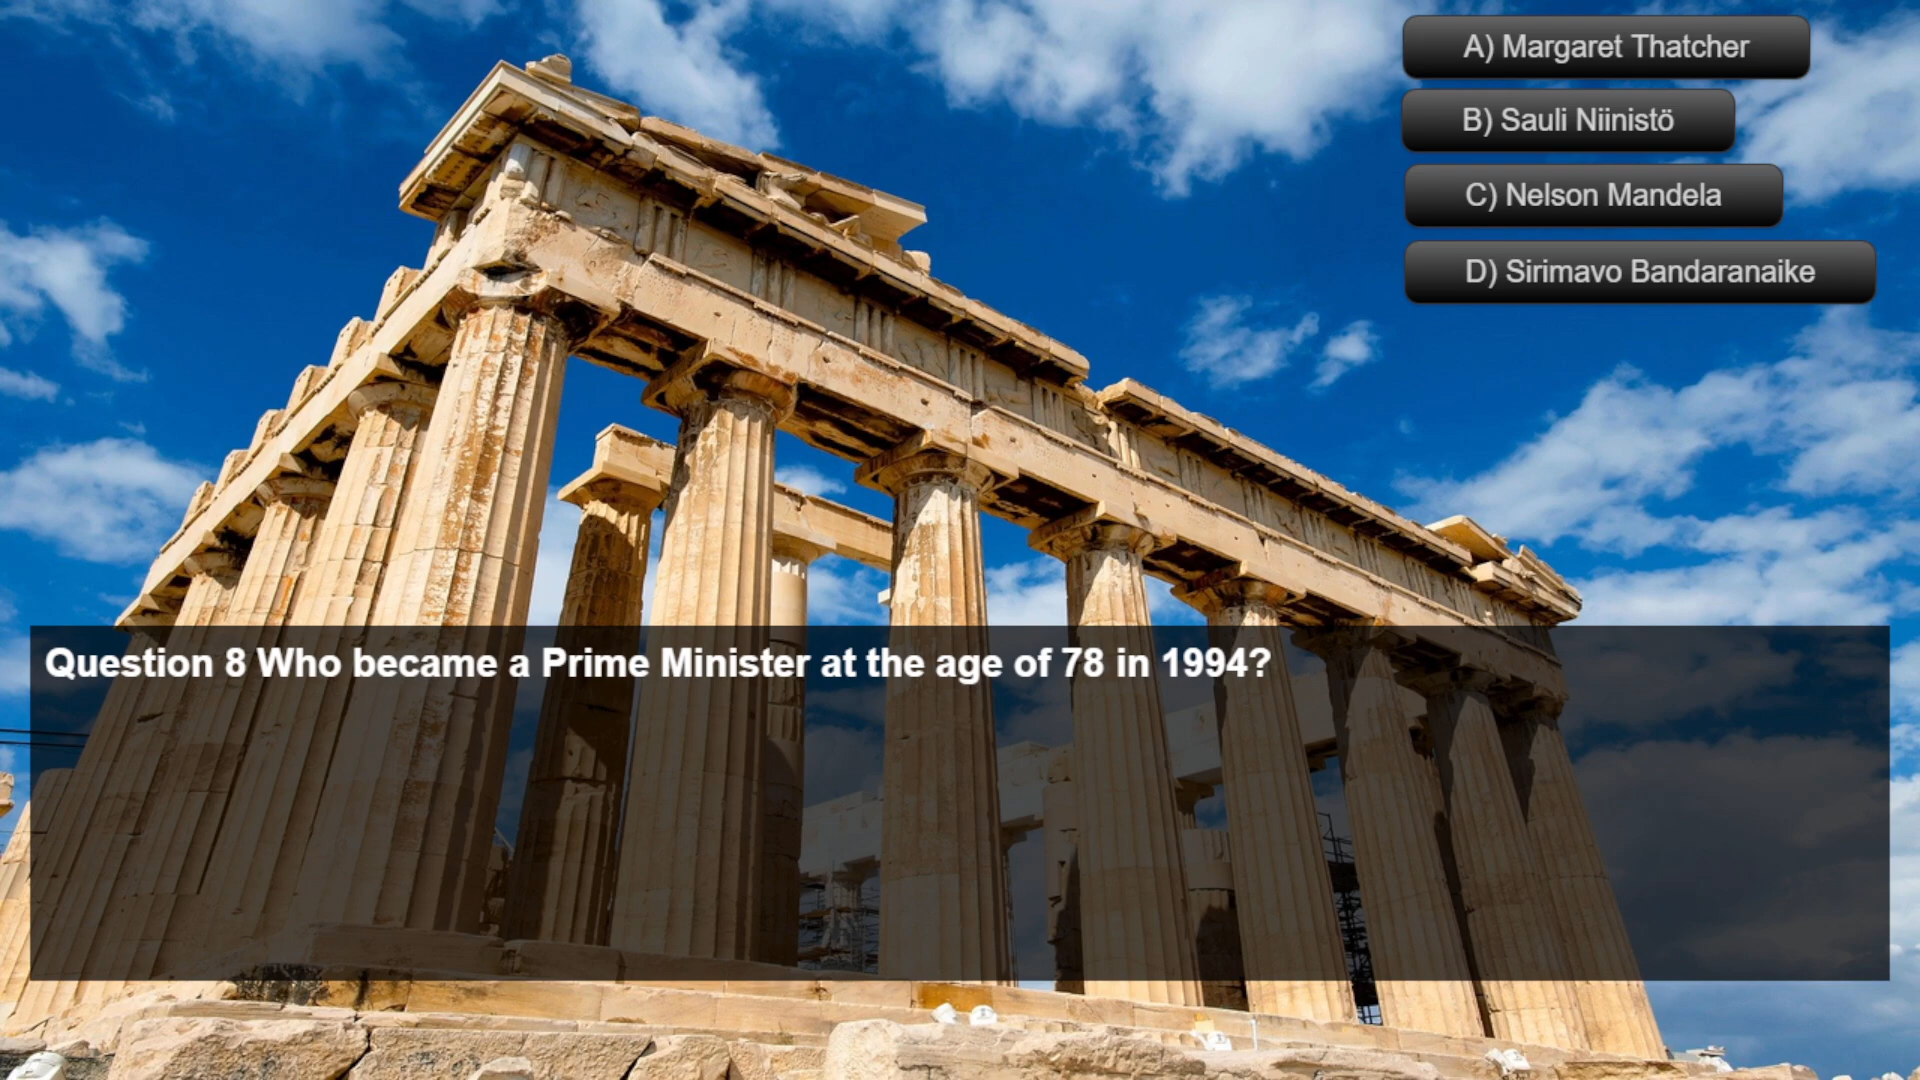 A) Margaret Thatcher
B) Sauli Niinistö
C) Nelson Mandela
D) Sirimavo Bandaranaike
Question 8 Who became a Prime Minister at the age of 78 in 1994?